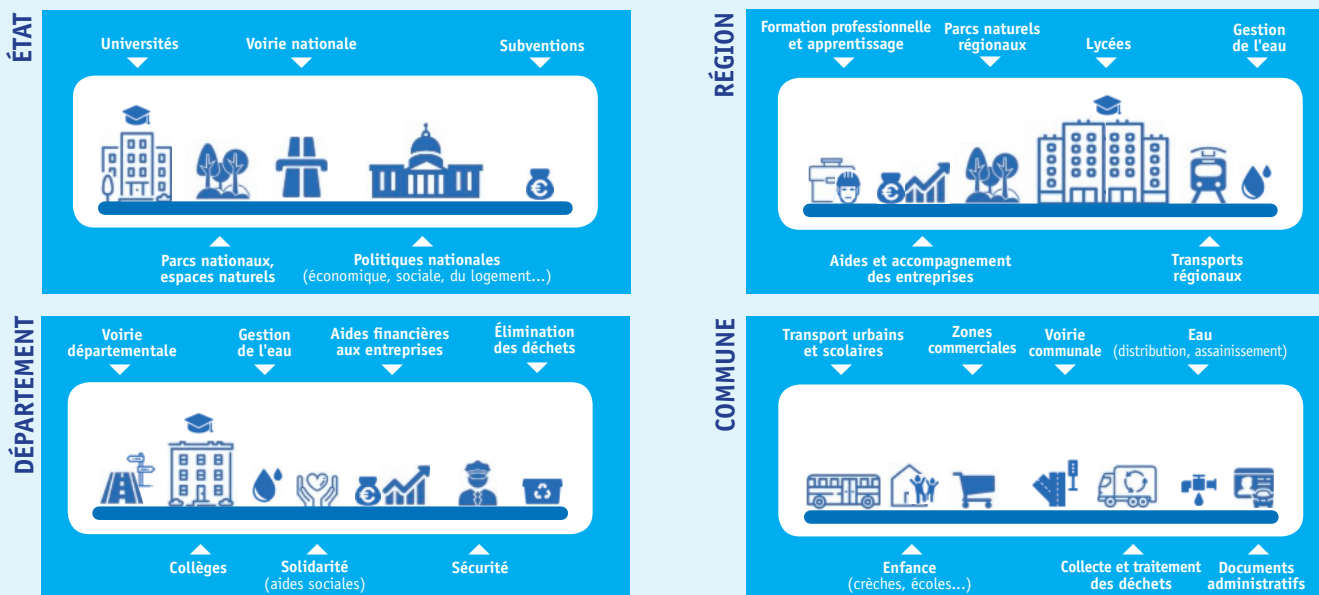 ÉTAT
Universités
Voirie nationale
Subventions
Parcs nationaux,
espaces naturels
Politiques nationales
(économique, sociale, du logement...)
RÉGION
Formation professionnelle
et apprentissage
Parcs naturels
régionaux
Lycées
Gestion
de l'eau
Aides et accompagnement
des entreprises
Transports
régionaux
DÉPARTEMENT
Voirie
départementale
Gestion
de l'eau
Aides financières
aux entreprises
Élimination
des déchets
Collèges
Solidarité
(aides sociales)
Sécurité
COMMUNE
Transport urbains
et scolaires
Zones
commerciales
Voirie
communale
Eau
(distribution, assainissement)
Enfance
(crèches, écoles...)
Collecte et traitement
des déchets
Documents
administratifs